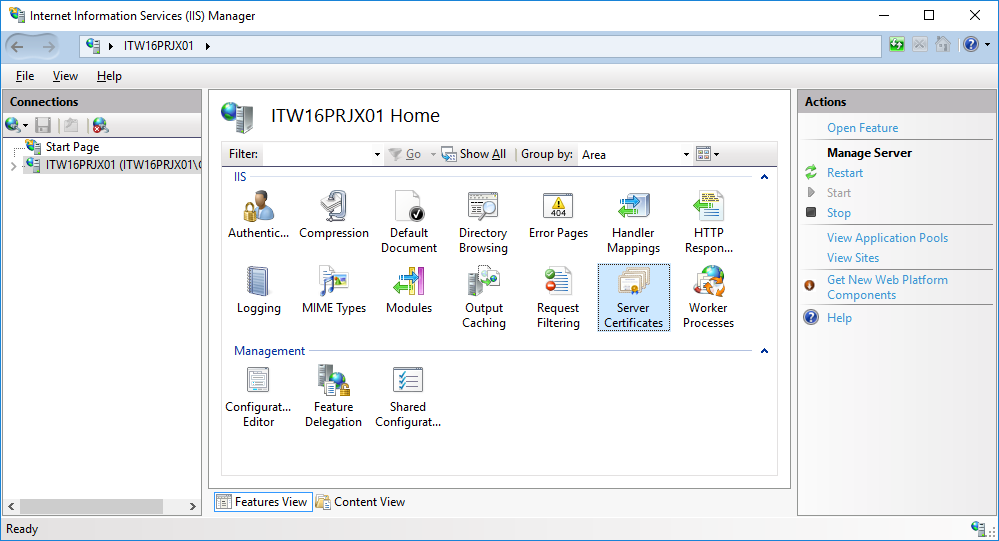 Internet Information Services (IIS) Manager
ITW16PRJX01
File View Help
Connections
Start Page
ITW16PRJX01 (ITW16PRJX01\
ITW16PRJX01 Home
Filter: Go Show All Group by: Area
IIS
Authentic... Compression Default Document Directory Browsing Error Pages Handler Mappings HTTP Respon...
404
Logging MIME Types Modules Output Caching Request Filtering Server Certificates Worker Processes
Management
Configurat... Editor Feature Delegation Shared Configurat...
Features View Content View
Actions
Open Feature
Manage Server
Restart
Start
Stop
View Application Pools
View Sites
Get New Web Platform
Components
Help
Ready